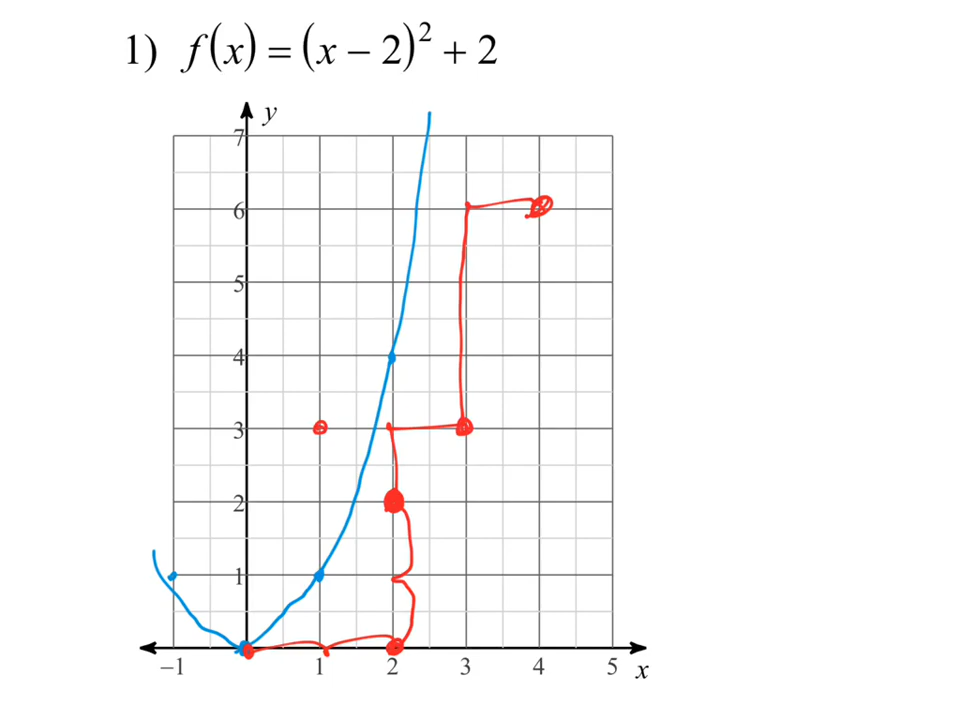 1) f(x) = (x − 2)² + 2
y
7
6
5
4
3
2
1
−1 1 2 3 4 5 x